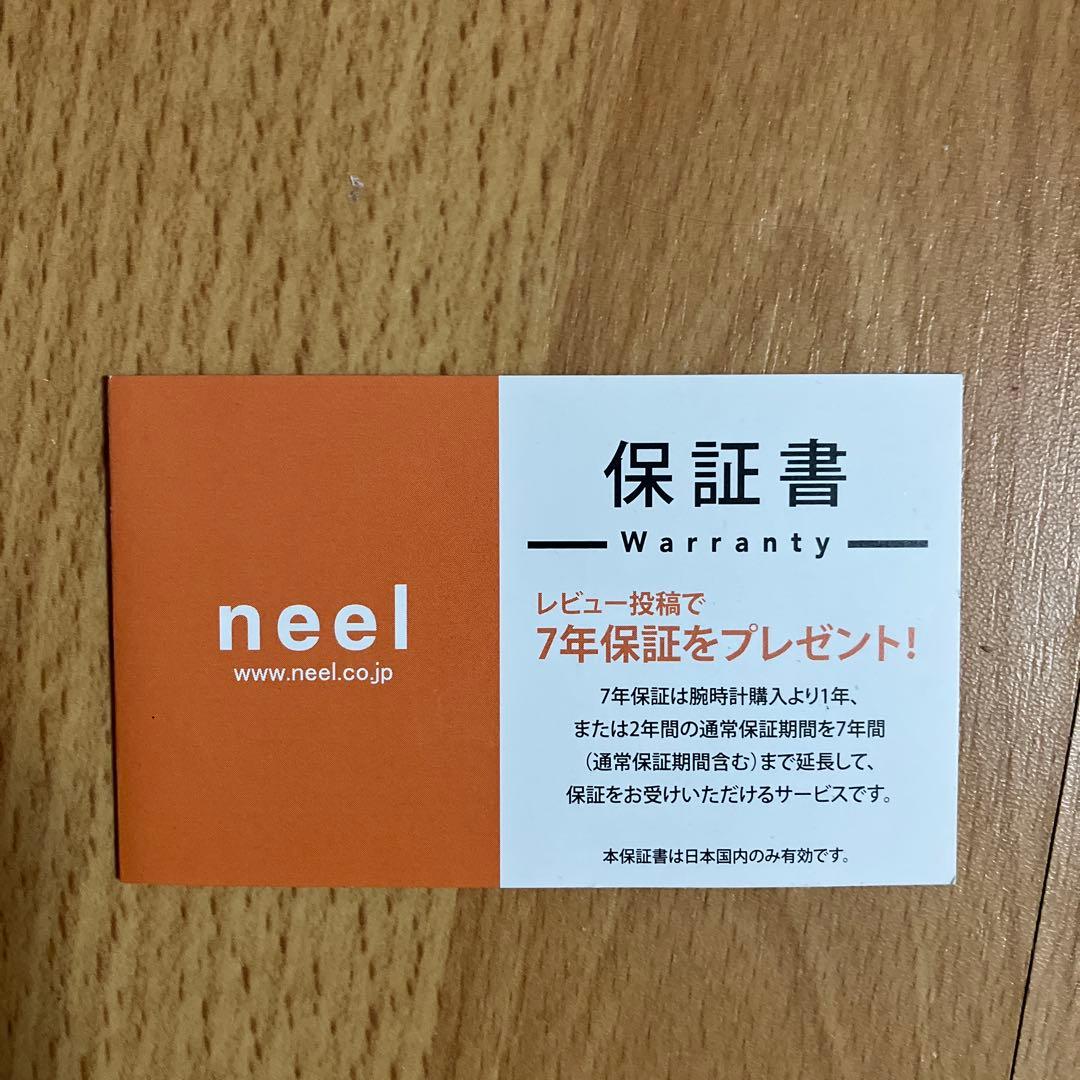 neel
www.neel.co.jp
保証書
Warranty
レビュー投稿で
7年保証をプレゼント!
7年保証は腕時計購入より1年、
または2年間の通常保証期間を7年間
(通常保証期間含む)まで延長して、
保証をお受けいただけるサービスです。
本保証書は日本国内のみ有効です。